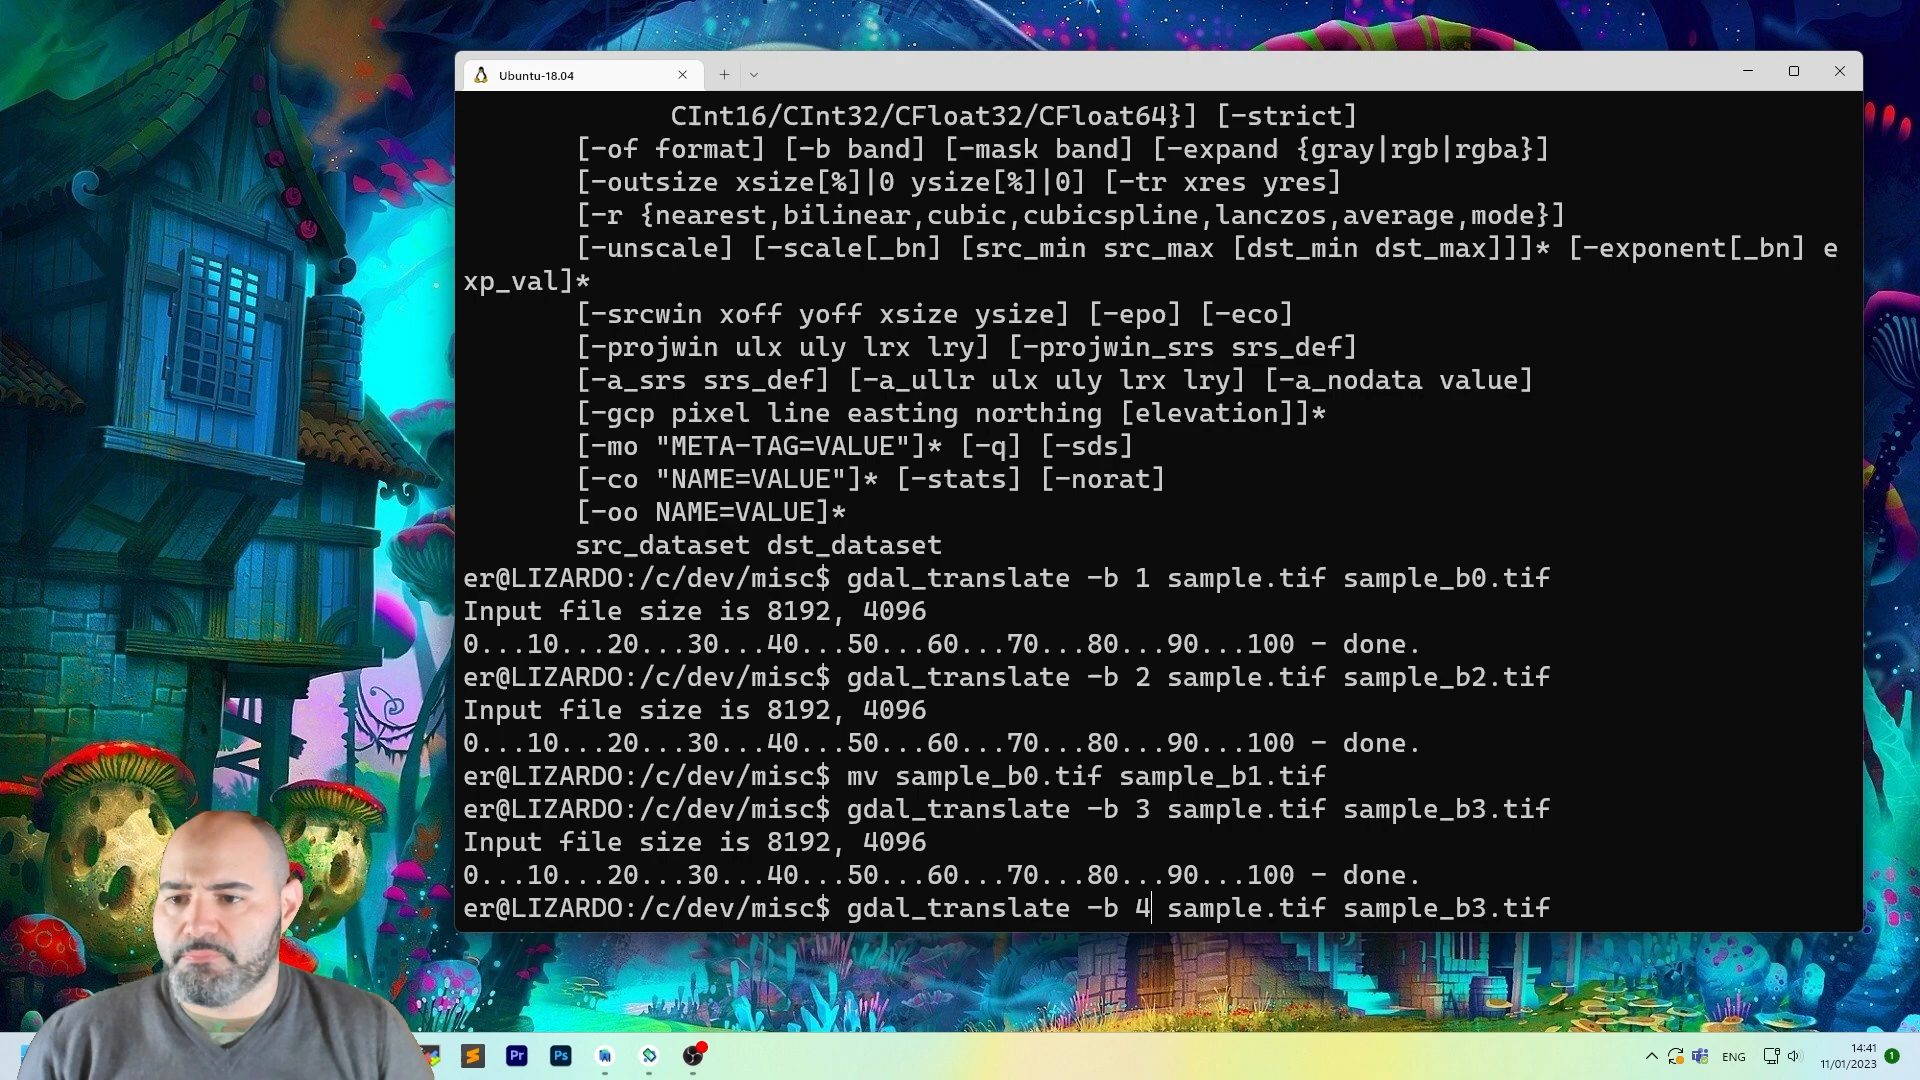 Ubuntu-18.04
CInt16/CInt32/CFloat32/CFloat64}] [-strict]
[-of format] [-b band] [-mask band] [-expand {gray|rgb|rgba}]
[-outsize xsize[%]|0 ysize[%]|0] [-tr xres yres]
[-r {nearest,bilinear,cubic,cubicspline,lanczos,average,mode}]
[-unscale] [-scale[_bn] [src_min src_max [dst_min dst_max]]]* [-exponent[_bn] e
xp_val]*
[-srcwin xoff yoff xsize ysize] [-epo] [-eco]
[-projwin ulx uly lrx lry] [-projwin_srs srs_def]
[-a_srs srs_def] [-a_ullr ulx uly lrx lry] [-a_nodata value]
[-gcp pixel line easting northing [elevation]]*
[-mo "META-TAG=VALUE"]* [-q] [-sds]
[-co "NAME=VALUE"]* [-stats] [-norat]
[-oo NAME=VALUE]*
src_dataset dst_dataset
er@LIZARDO:/c/dev/misc$ gdal_translate -b 1 sample.tif sample_b0.tif
Input file size is 8192, 4096
0...10...20...30...40...50...60...70...80...90...100 - done.
er@LIZARDO:/c/dev/misc$ gdal_translate -b 2 sample.tif sample_b2.tif
Input file size is 8192, 4096
0...10...20...30...40...50...60...70...80...90...100 - done.
er@LIZARDO:/c/dev/misc$ mv sample_b0.tif sample_b1.tif
er@LIZARDO:/c/dev/misc$ gdal_translate -b 3 sample.tif sample_b3.tif
Input file size is 8192, 4096
0...10...20...30...40...50...60...70...80...90...100 - done.
er@LIZARDO:/c/dev/misc$ gdal_translate -b 4 sample.tif sample_b3.tif
Pr
Ps
ENG
14:41
11/01/2023
1